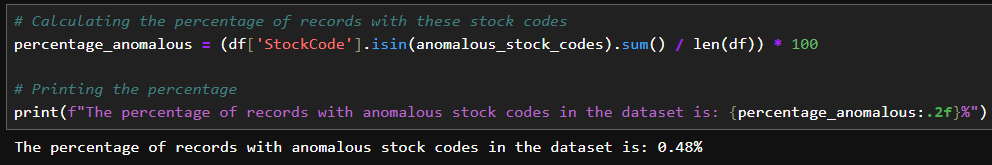 # Calculating the percentage of records with these stock codes
percentage_anomalous = (df['StockCode'].isin(anomalous_stock_codes).sum() / len(df)) * 100
# Printing the percentage
print(f"The percentage of records with anomalous stock codes in the dataset is: {percentage_anomalous:.2f}%")
The percentage of records with anomalous stock codes in the dataset is: 0.48%